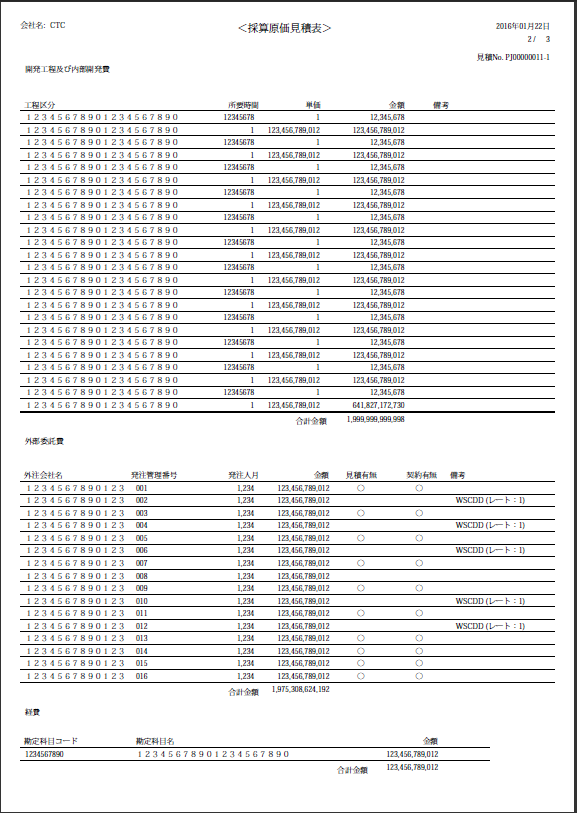 会社名: CTC
＜採算原価見積表＞
2016年01月22日
2 / 3
見積No. PJ00000011-1
開発工程及び内部開発費
工程区分 所要時間 単価 金額 備考
１２３４５６７８９０１２３４５６７８９０ 12345678 1 12,345,678
１２３４５６７８９０１２３４５６７８９０ 1 123,456,789,012 123,456,789,012
１２３４５６７８９０１２３４５６７８９０ 12345678 1 12,345,678
１２３４５６７８９０１２３４５６７８９０ 1 123,456,789,012 123,456,789,012
１２３４５６７８９０１２３４５６７８９０ 12345678 1 12,345,678
１２３４５６７８９０１２３４５６７８９０ 1 123,456,789,012 123,456,789,012
１２３４５６７８９０１２３４５６７８９０ 12345678 1 12,345,678
１２３４５６７８９０１２３４５６７８９０ 1 123,456,789,012 123,456,789,012
１２３４５６７８９０１２３４５６７８９０ 12345678 1 12,345,678
１２３４５６７８９０１２３４５６７８９０ 1 123,456,789,012 123,456,789,012
１２３４５６７８９０１２３４５６７８９０ 12345678 1 12,345,678
１２３４５６７８９０１２３４５６７８９０ 1 123,456,789,012 123,456,789,012
１２３４５６７８９０１２３４５６７８９０ 12345678 1 12,345,678
１２３４５６７８９０１２３４５６７８９０ 1 123,456,789,012 123,456,789,012
１２３４５６７８９０１２３４５６７８９０ 12345678 1 12,345,678
１２３４５６７８９０１２３４５６７８９０ 1 123,456,789,012 123,456,789,012
１２３４５６７８９０１２３４５６７８９０ 12345678 1 12,345,678
１２３４５６７８９０１２３４５６７８９０ 1 123,456,789,012 123,456,789,012
１２３４５６７８９０１２３４５６７８９０ 12345678 1 12,345,678
１２３４５６７８９０１２３４５６７８９０ 1 123,456,789,012 123,456,789,012
１２３４５６７８９０１２３４５６７８９０ 12345678 1 12,345,678
１２３４５６７８９０１２３４５６７８９０ 1 123,456,789,012 123,456,789,012
１２３４５６７８９０１２３４５６７８９０ 12345678 1 12,345,678
１２３４５６７８９０１２３４５６７８９０ 1 123,456,789,012 641,827,172,730
合計金額 1,999,999,999,998
外部委託費
外注会社名 発注管理番号 発注人月 金額 見積有無 契約有無 備考
１２３４５６７８９０１２３ 001 1,234 123,456,789,012 〇 〇
１２３４５６７８９０１２３ 002 1,234 123,456,789,012 WSCDD (レート：1)
１２３４５６７８９０１２３ 003 1,234 123,456,789,012 〇 〇
１２３４５６７８９０１２３ 004 1,234 123,456,789,012 WSCDD (レート：1)
１２３４５６７８９０１２３ 005 1,234 123,456,789,012 〇 〇
１２３４５６７８９０１２３ 006 1,234 123,456,789,012 WSCDD (レート：1)
１２３４５６７８９０１２３ 007 1,234 123,456,789,012 〇 〇
１２３４５６７８９０１２３ 008 1,234 123,456,789,012
１２３４５６７８９０１２３ 009 1,234 123,456,789,012 〇 〇
１２３４５６７８９０１２３ 010 1,234 123,456,789,012 WSCDD (レート：1)
１２３４５６７８９０１２３ 011 1,234 123,456,789,012 〇 〇
１２３４５６７８９０１２３ 012 1,234 123,456,789,012 WSCDD (レート：1)
１２３４５６７８９０１２３ 013 1,234 123,456,789,012 〇 〇
１２３４５６７８９０１２３ 014 1,234 123,456,789,012 〇 〇
１２３４５６７８９０１２３ 015 1,234 123,456,789,012 〇 〇
１２３４５６７８９０１２３ 016 1,234 123,456,789,012 〇 〇
合計金額 1,975,308,624,192
経費
勘定科目コード 勘定科目名 金額
1234567890 １２３４５６７８９０１２３４５６７８９０ 123,456,789,012
合計金額 123,456,789,012